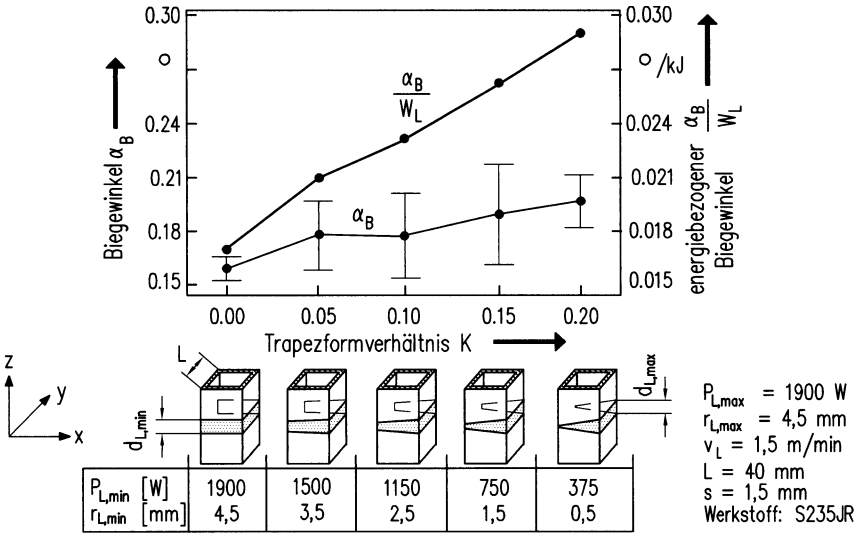 0.30
0.24
0.21
0.18
0.15
o
Biegewinkel α_B
α_B / W_L
α_B
0.030
0.024
0.021
0.018
0.015
o/kJ
energiebezogener
Biegewinkel α_B / W_L
0.00 0.05 0.10 0.15 0.20
Trapezformverhältnis K
z
y
x
L
d_L,min
d_L,max
P_L,max = 1900 W
r_L,max = 4,5 mm
v_L = 1,5 m/min
L = 40 mm
s = 1,5 mm
Werkstoff: S235JR
P_L,min [W] 1900 1500 1150 750 375
r_L,min [mm] 4,5 3,5 2,5 1,5 0,5